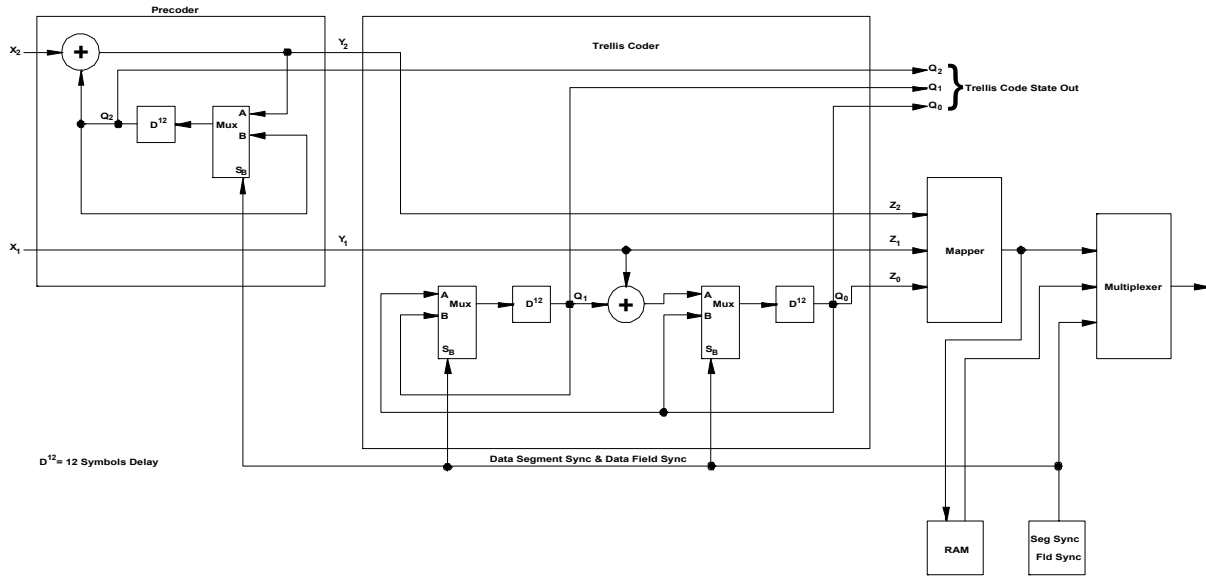 Precoder
X2
Y2
Trellis Coder
Q2
Q1
Q0
Trellis Code State Out
Q2
D12
Mux
A
B
SB
Z2
X1
Y1
Z1
Mapper
Multiplexer
Z0
A
Mux
B
SB
D12
Q1
A
Mux
B
SB
D12
Q0
D12= 12 Symbols Delay
Data Segment Sync & Data Field Sync
RAM
Seg Sync
Fld Sync